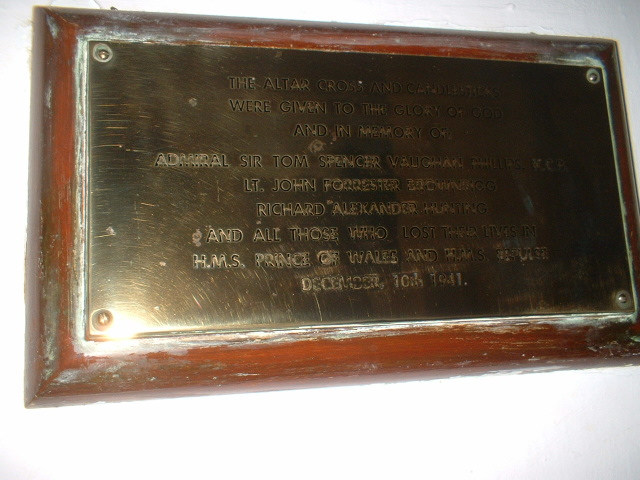 THE ALTAR CROSS AND CANDLESTICKS
WERE GIVEN TO THE GLORY OF GOD
AND IN MEMORY OF
ADMIRAL SIR TOM SPENCER VAUGHAN PHILLIPS, K.C.B.
LT. JOHN FORRESTER BROWNRIGG
RICHARD ALEXANDER HUNTING
AND ALL THOSE WHO LOST THEIR LIVES IN
H.M.S. PRINCE OF WALES AND H.M.S. REPULSE
DECEMBER, 10TH 1941.